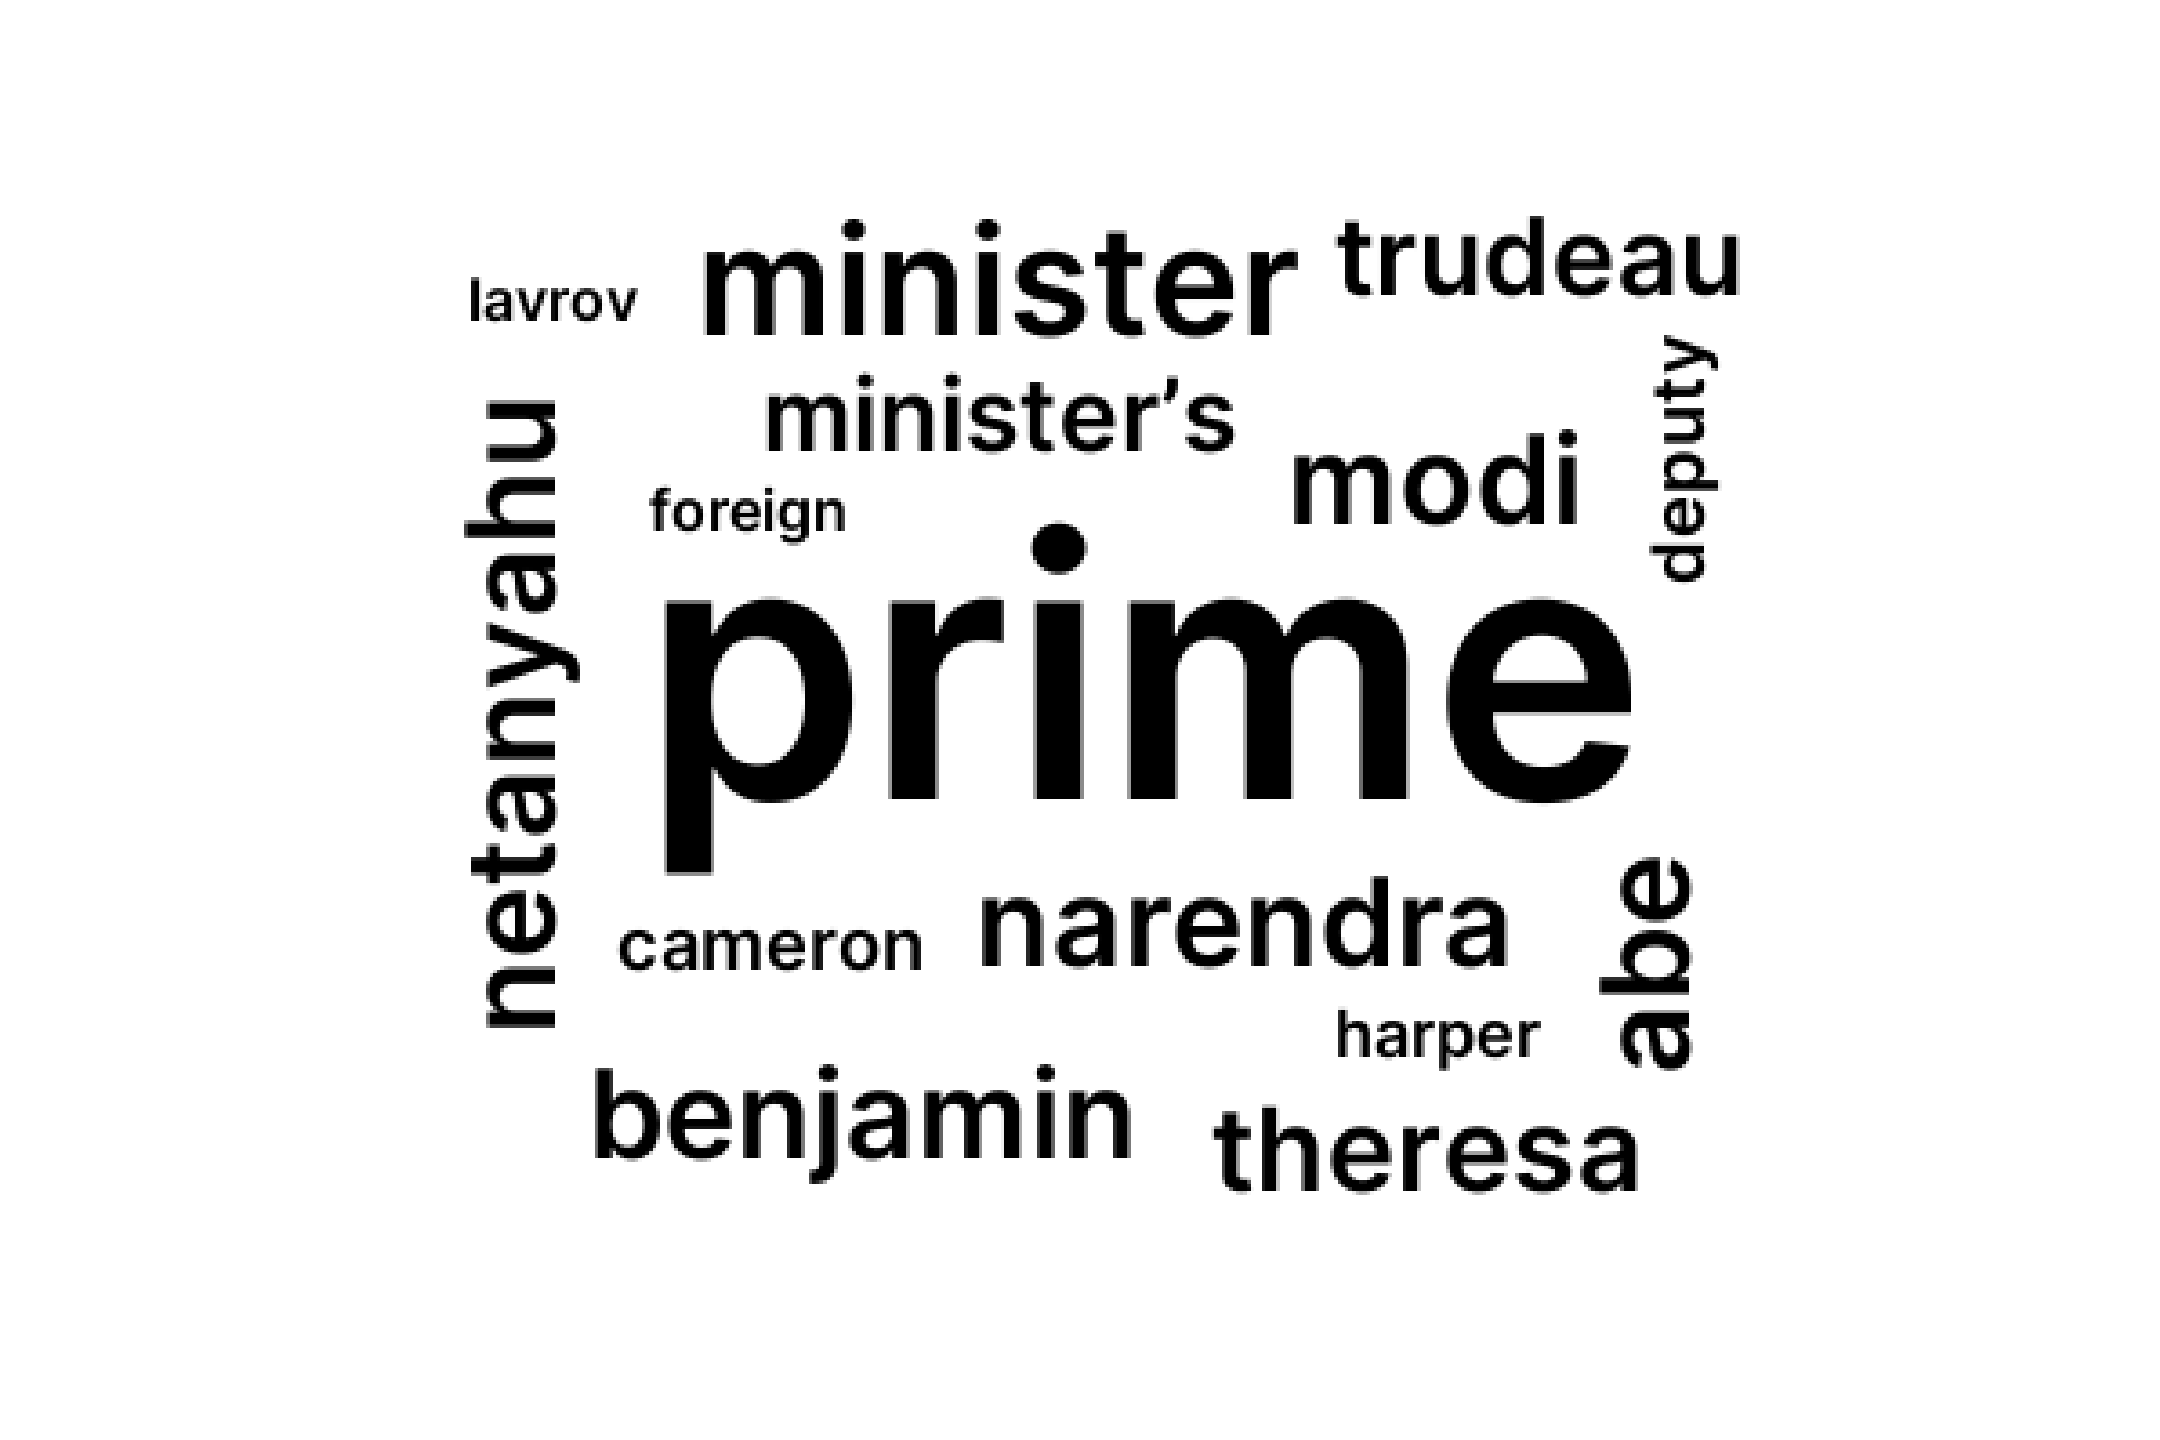 lavrov
minister
trudeau
minister’s
deputy
netanyahu
modi
foreign
prime
narendra
cameron
abe
harper
benjamin
theresa